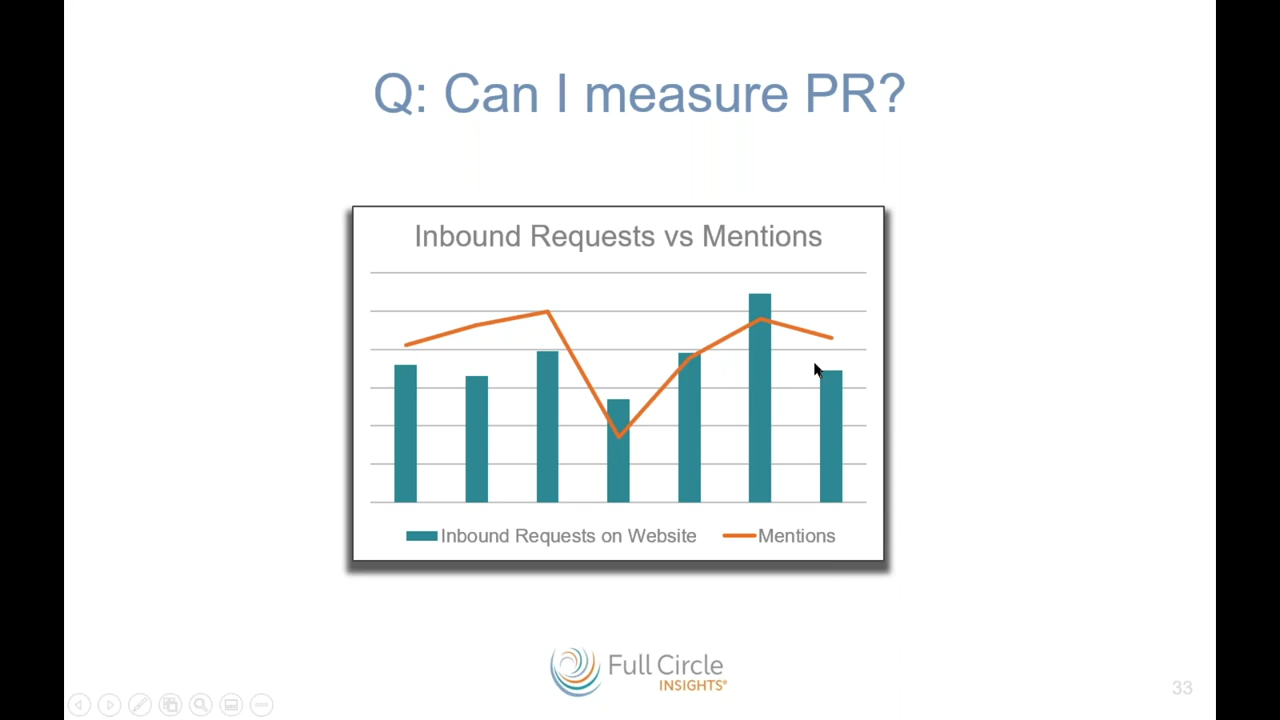 Q: Can I measure PR?
Inbound Requests vs Mentions
Inbound Requests on Website Mentions
Full Circle
INSIGHTS®
33